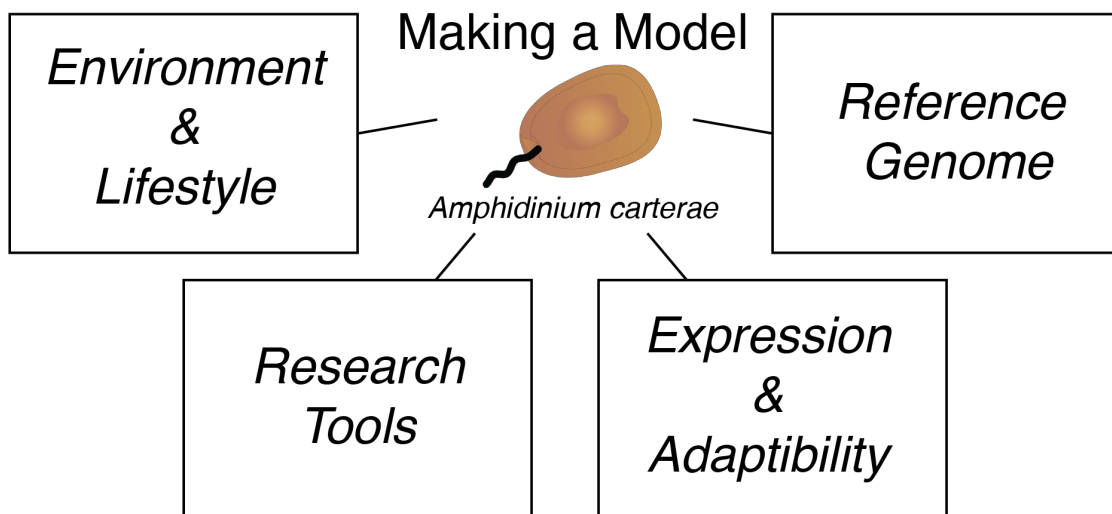 Making a Model
Environment
&
Lifestyle
Reference
Genome
Amphidinium carterae
Research
Tools
Expression
&
Adaptibility